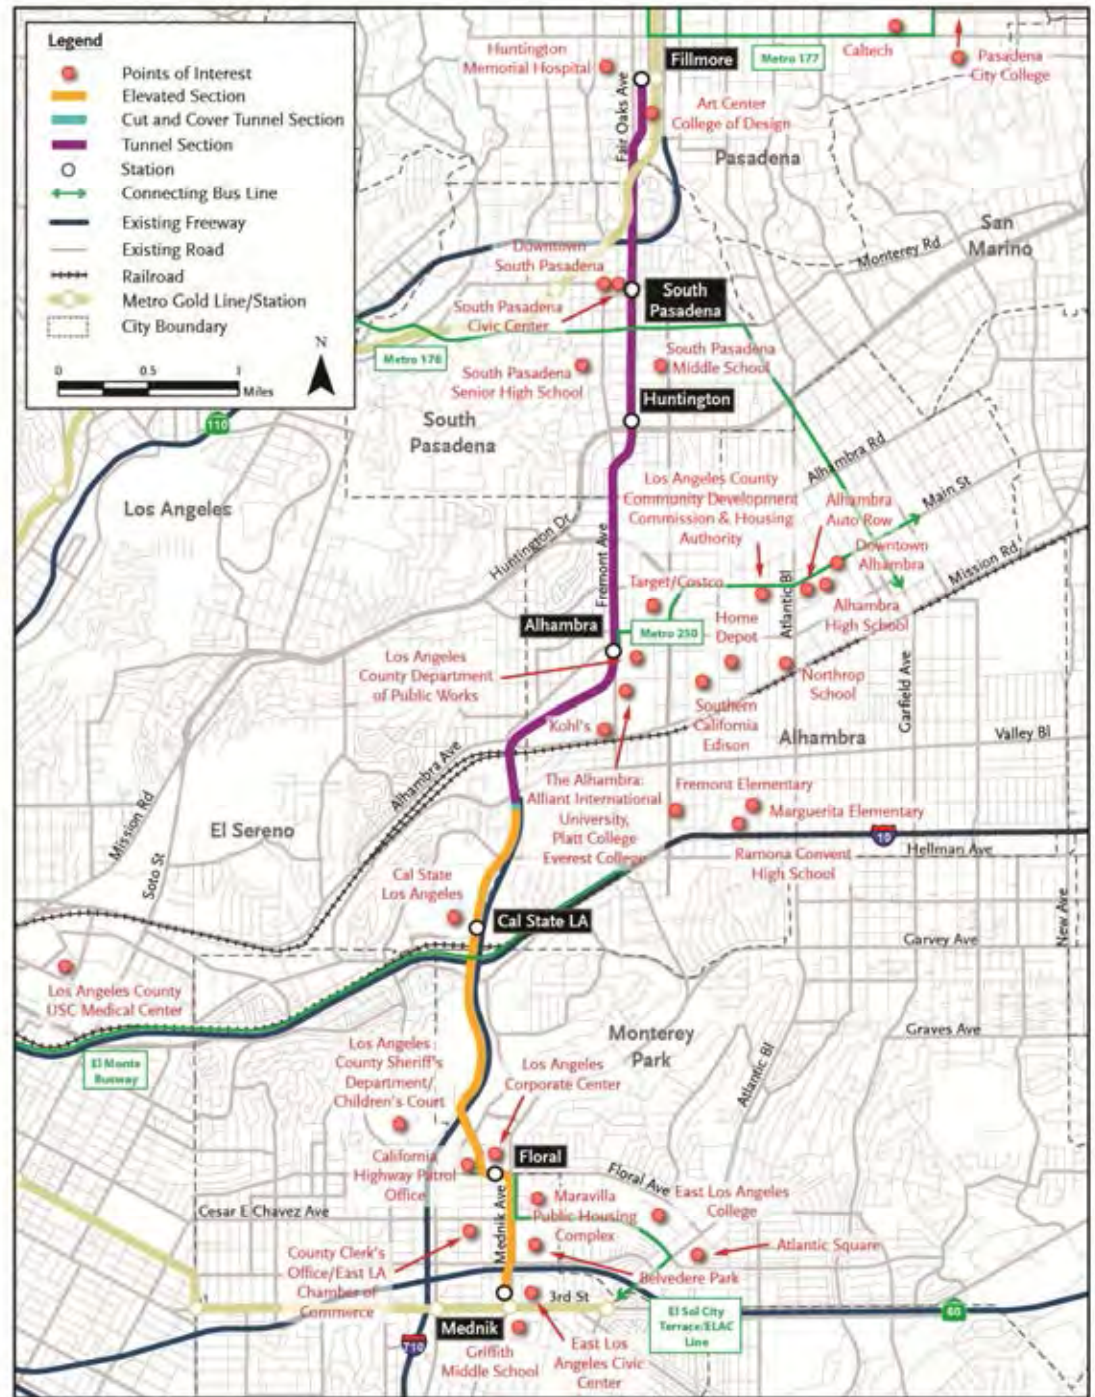 Legend
Points of Interest
Elevated Section
Cut and Cover Tunnel Section
Tunnel Section
Station
Connecting Bus Line
Existing Freeway
Existing Road
Railroad
Metro Gold Line/Station
City Boundary
N
0 0.5 1
Miles
Huntington
Memorial Hospital
Fair Oaks Ave
Fillmore
Metro 177
Caltech
Pasadena
City College
Art Center
College of Design
Pasadena
San
Marino
Monterey Rd
Downtown
South Pasadena
South Pasadena
Civic Center
South
Pasadena
Metro 176
South Pasadena
Senior High School
South Pasadena
Middle School
Huntington
South
Pasadena
110
Los Angeles
Huntington Dr
Fremont Ave
Los Angeles County
Community Development
Commission & Housing
Authority
Alhambra Rd
Alhambra
Auto Row
Main St
Downtown
Alhambra
Mission Rd
Target/Costco
Atlantic Bl
Alhambra
High School
Alhambra
Metro 250
Home
Depot
Los Angeles
County Department
of Public Works
Northrop
School
Garfield Ave
Southern
California
Edison
Kohl's
Alhambra
Valley Bl
Alhambra Ave
The Alhambra:
Alliant International
University,
Platt College
Everest College
Fremont Elementary
Marguerita Elementary
Ramona Convent
High School
10
Hellman Ave
Mission Rd
El Sereno
Soto St
Cal State
Los Angeles
Cal State LA
New Ave
Garvey Ave
Los Angeles County
USC Medical Center
El Monte
Busway
Monterey
Park
Graves Ave
Atlantic Bl
Los Angeles
County Sheriff's
Department/
Children's Court
Los Angeles
Corporate Center
California
Highway Patrol
Office
Floral
Floral Ave
Mednik Ave
Maravilla
Public Housing
Complex
East Los Angeles
College
Cesar E Chavez Ave
County Clerk's
Office/East LA
Chamber of
Commerce
Atlantic Square
Belvedere Park
3rd St
El Sol City
Terrace/ELAC
Line
60
710
Mednik
Griffith
Middle School
East Los
Angeles Civic
Center